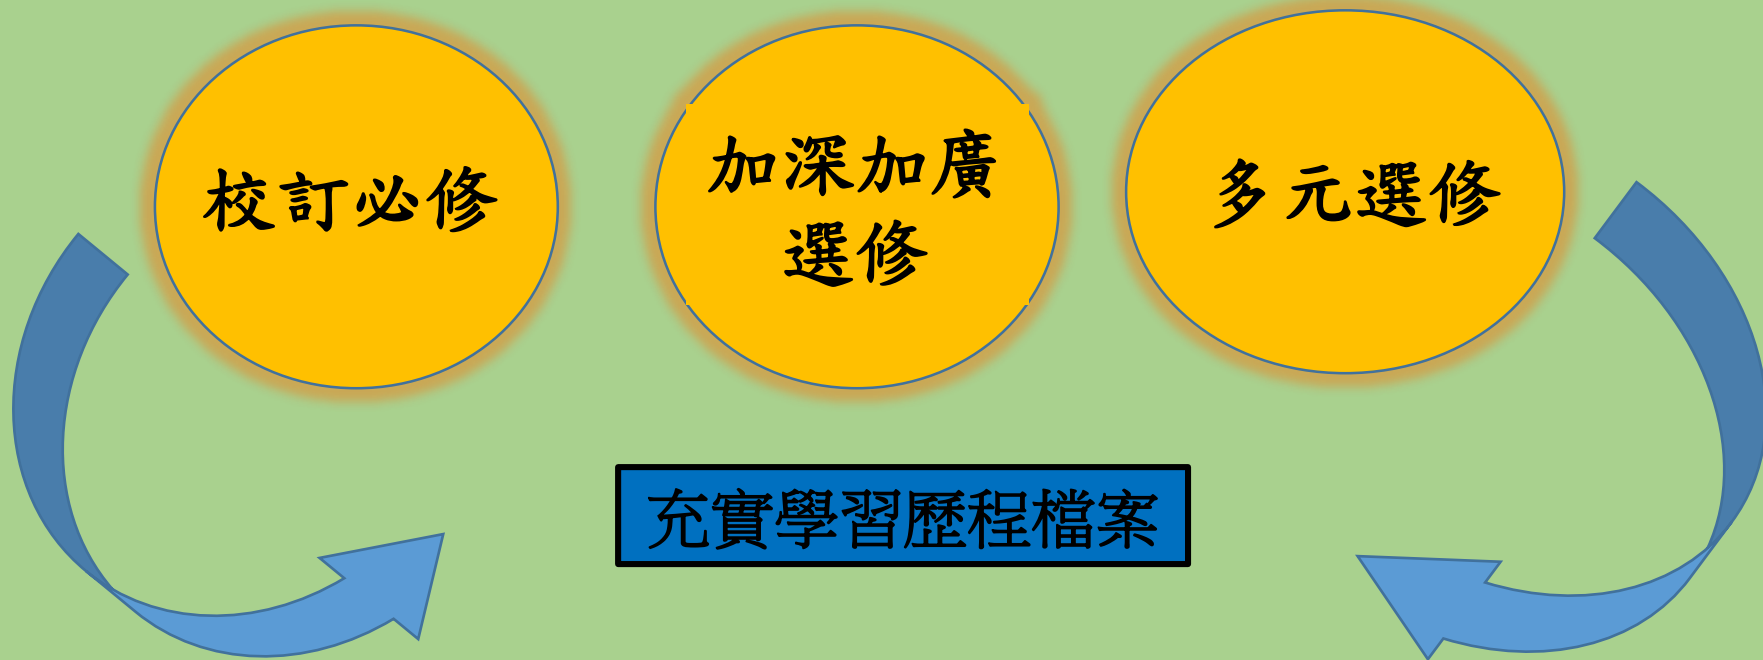 校訂必修
加深加廣
選修
多元選修
充實學習歷程檔案